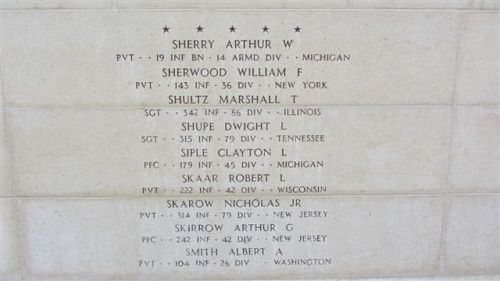 SHERRY ARTHUR W
PVT · · 19 INF BN · 14 ARMD DIV · · MICHIGAN
SHERWOOD WILLIAM F
PVT · · 143 INF · 36 DIV · · NEW YORK
SHULTZ MARSHALL T
SGT · · 342 INF · 86 DIV · · ILLINOIS
SHUPE DWIGHT L
SGT · · 315 INF · 79 DIV · · TENNESSEE
SIPLE CLAYTON L
PFC · · 179 INF · 45 DIV · · MICHIGAN
SKAAR ROBERT L
PVT · · 222 INF · 42 DIV · · WISCONSIN
SKAROW NICHOLAS JR
PVT · · 314 INF · 79 DIV · · NEW JERSEY
SKIRROW ARTHUR G
PFC · · 242 INF · 42 DIV · · NEW JERSEY
SMITH ALBERT A
PVT · · 104 INF · 26 DIV · · WASHINGTON